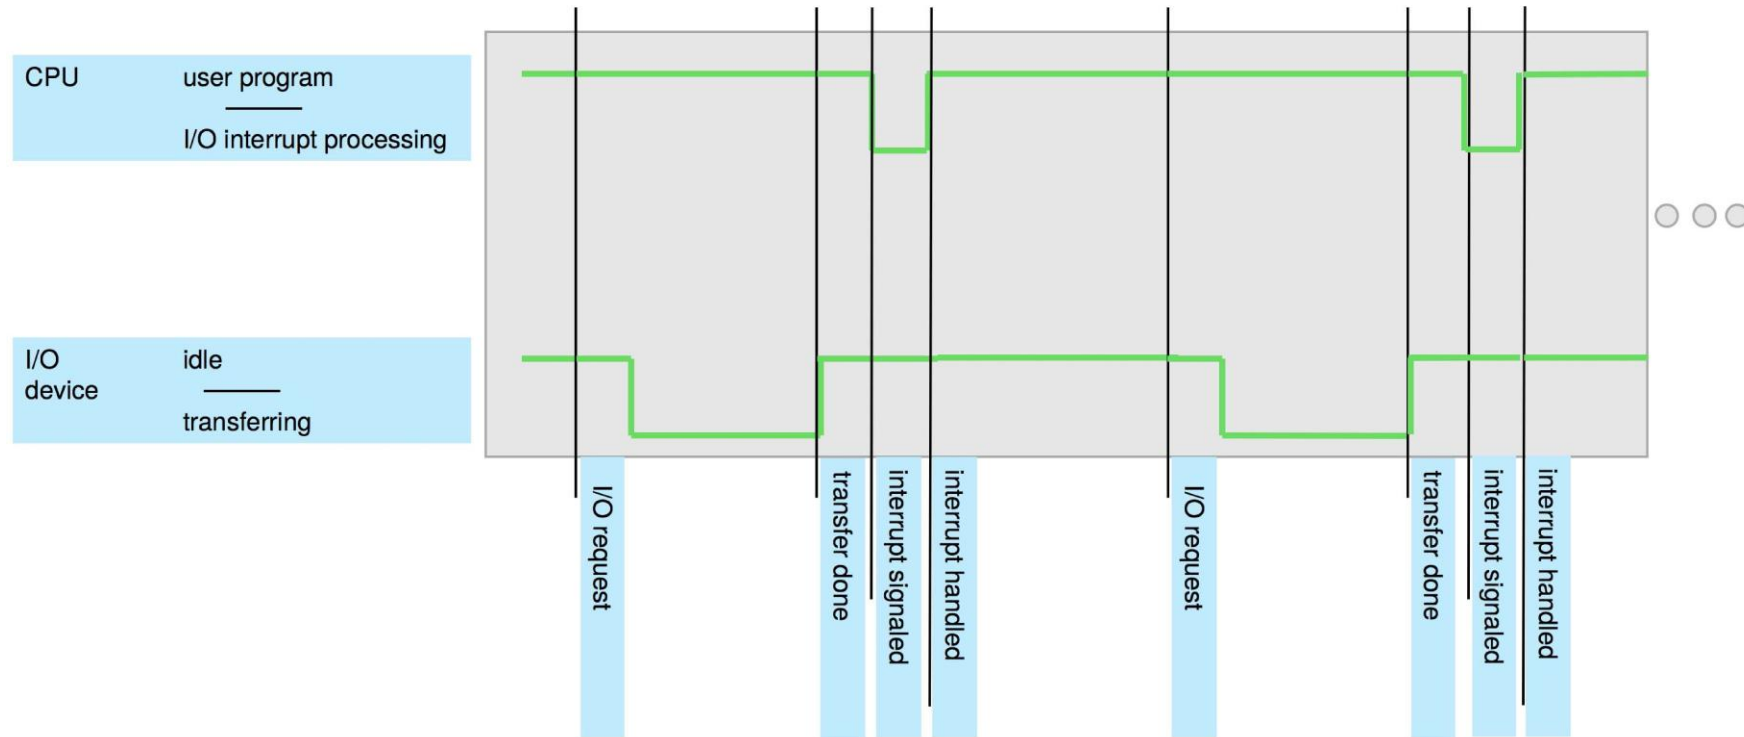 CPU
user program
I/O interrupt processing
I/O
device
idle
transferring
I/O request
transfer done
interrupt signaled
interrupt handled
I/O request
transfer done
interrupt signaled
interrupt handled